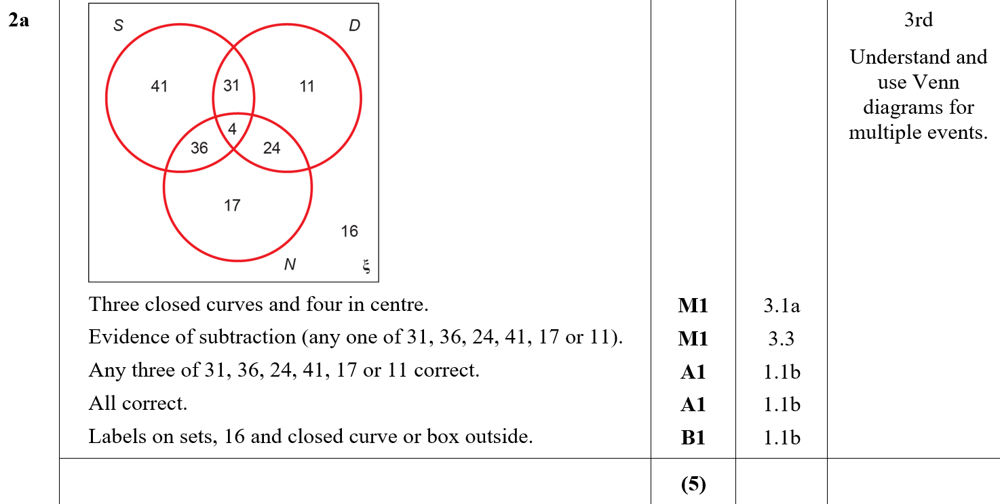 2a
S
D
41
31
11
4
36
24
17
16
N
ξ
3rd
Understand and
use Venn
diagrams for
multiple events.
Three closed curves and four in centre. M1 3.1a
Evidence of subtraction (any one of 31, 36, 24, 41, 17 or 11). M1 3.3
Any three of 31, 36, 24, 41, 17 or 11 correct. A1 1.1b
All correct. A1 1.1b
Labels on sets, 16 and closed curve or box outside. B1 1.1b
(5)